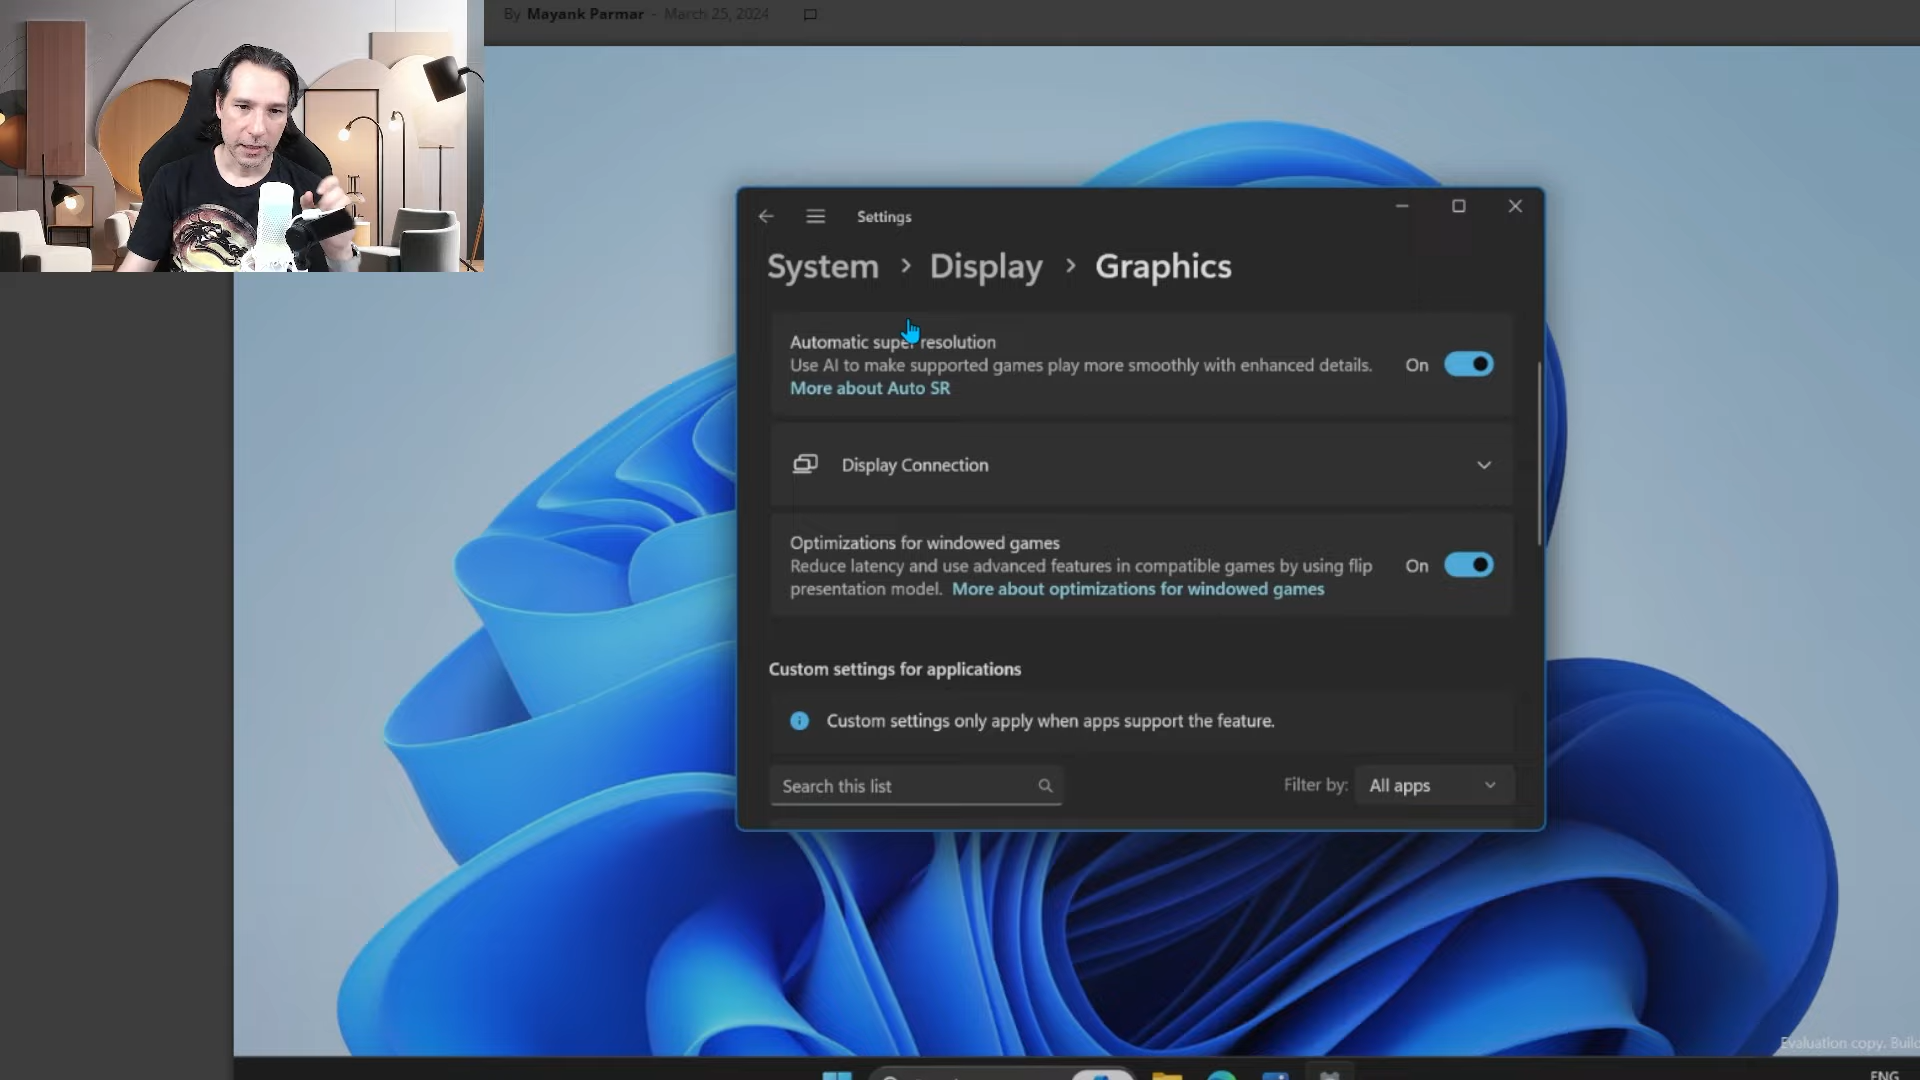 By Mayank Parmar - March 25, 2024
Settings
System > Display > Graphics
Automatic super resolution
Use AI to make supported games play more smoothly with enhanced details.
More about Auto SR
On
Display Connection
Optimizations for windowed games
Reduce latency and use advanced features in compatible games by using flip
presentation model. More about optimizations for windowed games
On
Custom settings for applications
Custom settings only apply when apps support the feature.
Search this list
Filter by: All apps
Evaluation copy. Build
ENG